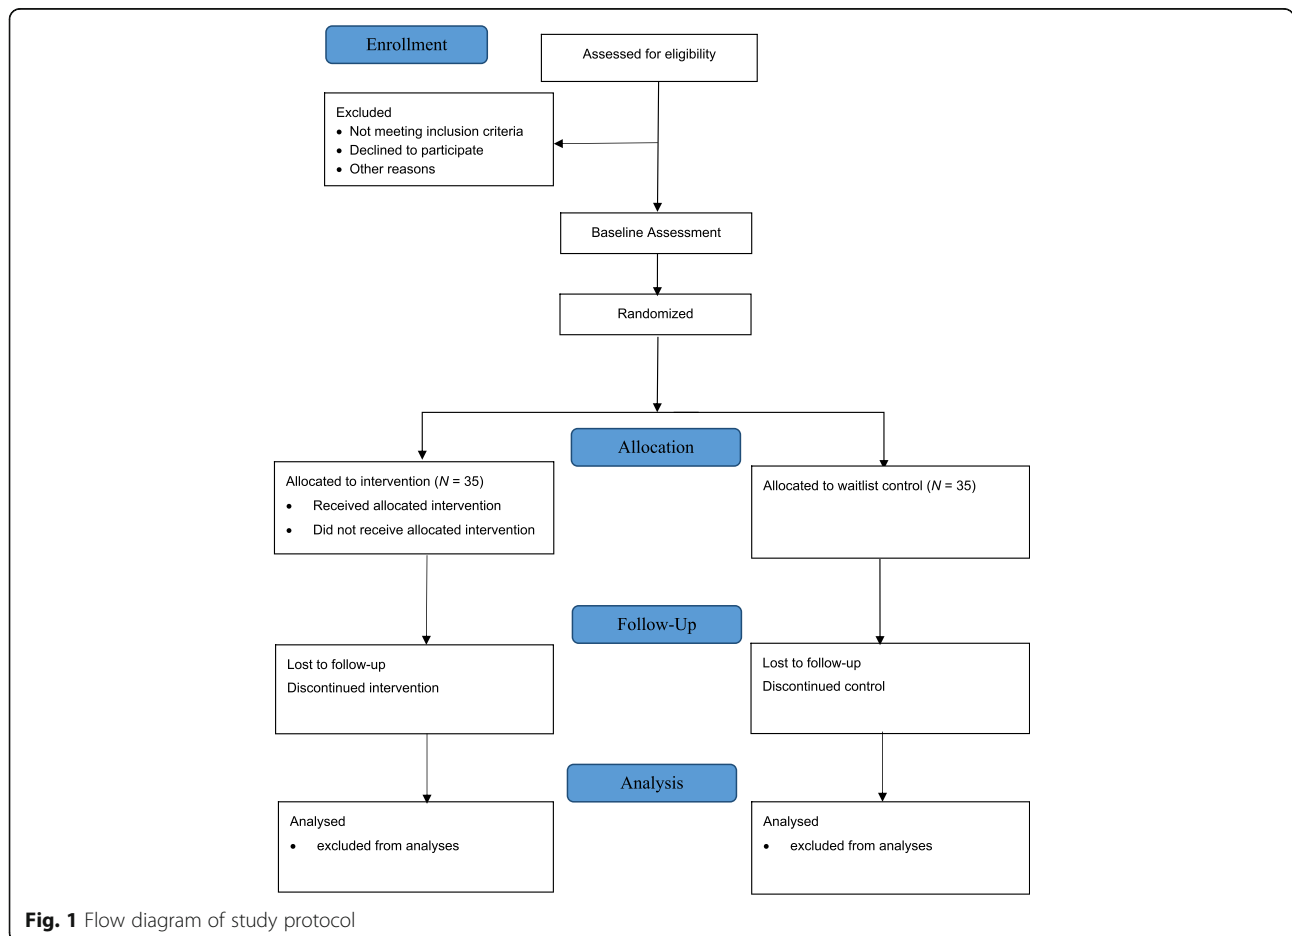 Enrollment
Assessed for eligibility
Excluded
• Not meeting inclusion criteria
• Declined to participate
• Other reasons
Baseline Assessment
Randomized
Allocation
Allocated to intervention (N = 35)
• Received allocated intervention
• Did not receive allocated intervention
Allocated to waitlist control (N = 35)
Follow-Up
Lost to follow-up
Discontinued intervention
Lost to follow-up
Discontinued control
Analysis
Analysed
• excluded from analyses
Analysed
• excluded from analyses
Fig. 1 Flow diagram of study protocol